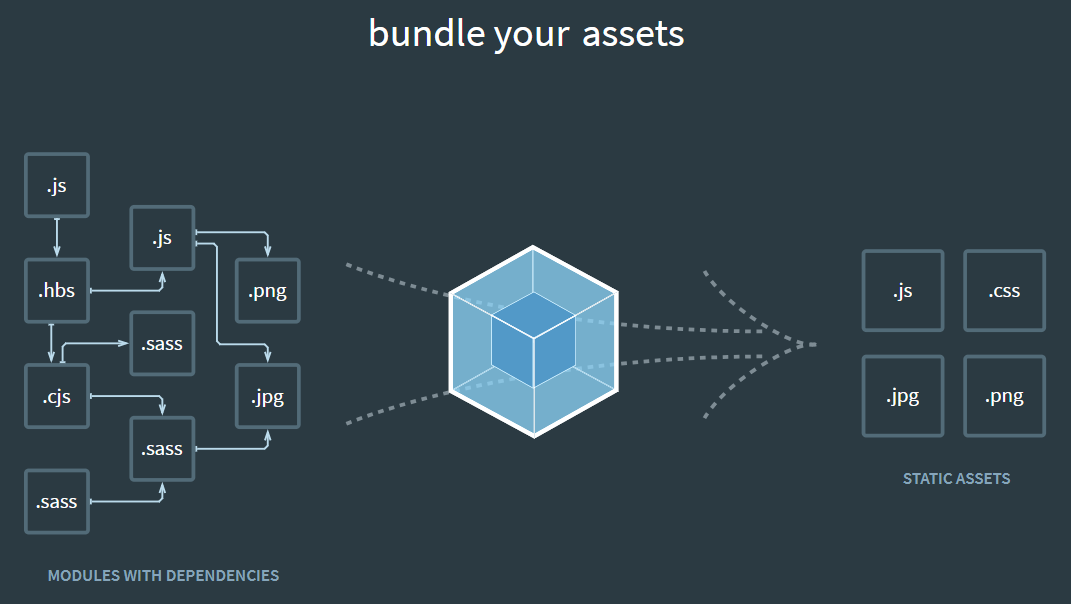 bundle your assets
.js
.js
.hbs
.png
.sass
.cjs
.jpg
.sass
.sass
MODULES WITH DEPENDENCIES
.js
.css
.jpg
.png
STATIC ASSETS